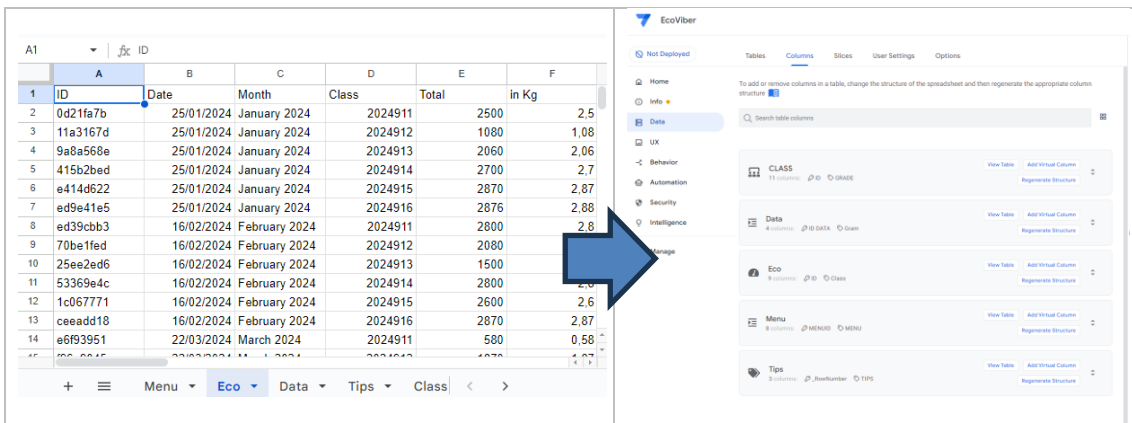 A1 fx ID
A B C D E F
1 ID Date Month Class Total in Kg
2 0d21fa7b 25/01/2024 January 2024 2024911 2500 2,5
3 11a3167d 25/01/2024 January 2024 2024912 1080 1,08
4 9a8a568e 25/01/2024 January 2024 2024913 2060 2,06
5 415b2bed 25/01/2024 January 2024 2024914 2700 2,7
6 e414d622 25/01/2024 January 2024 2024915 2870 2,87
7 ed9e41e5 25/01/2024 January 2024 2024916 2876 2,88
8 ed39cbb3 16/02/2024 February 2024 2024911 2800 2,8
9 70be1fed 16/02/2024 February 2024 2024912 2080
10 25ee2ed6 16/02/2024 February 2024 2024913 1500
11 53369e4c 16/02/2024 February 2024 2024914 2800
12 1c067771 16/02/2024 February 2024 2024915 2600 2,6
13 ceeadd18 16/02/2024 February 2024 2024916 2870 2,87
14 e6f93951 22/03/2024 March 2024 2024911 580 0,58
Menu Eco Data Tips Class
EcoViber
Not Deployed
Tables Columns Slices User Settings Options
Home
Info
Data
UX
Behavior
Automation
Security
Intelligence
Manage
To add or remove columns in a table, change the structure of the spreadsheet and then regenerate the appropriate column
structure
Search table columns
CLASS
11 columns: ID GRADE
View Table Add Virtual Column
Regenerate Structure
Data
4 columns: ID DATA Gram
View Table Add Virtual Column
Regenerate Structure
Eco
9 columns: ID Class
View Table Add Virtual Column
Regenerate Structure
Menu
8 columns: MENUID MENU
View Table Add Virtual Column
Regenerate Structure
Tips
3 columns: _RowNumber TIPS
View Table Add Virtual Column
Regenerate Structure